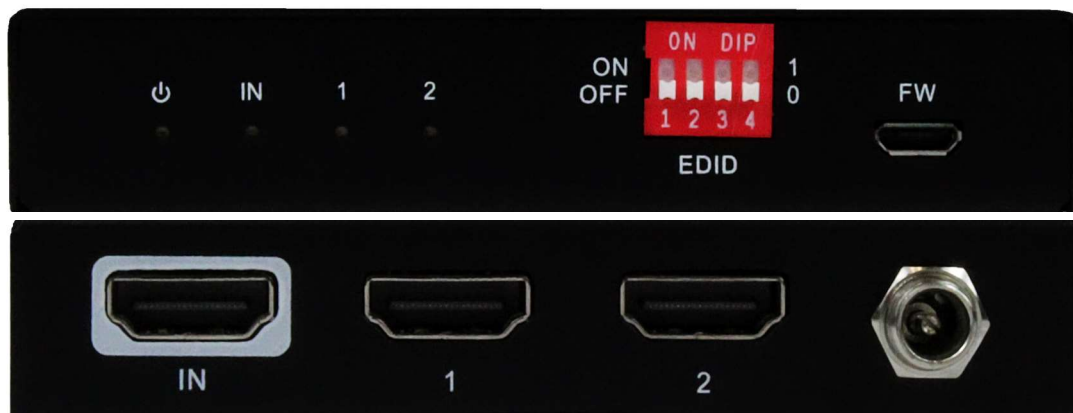 ON DIP
ON 1
OFF 0
IN 1 2 FW
1 2 3 4
EDID
IN 1 2